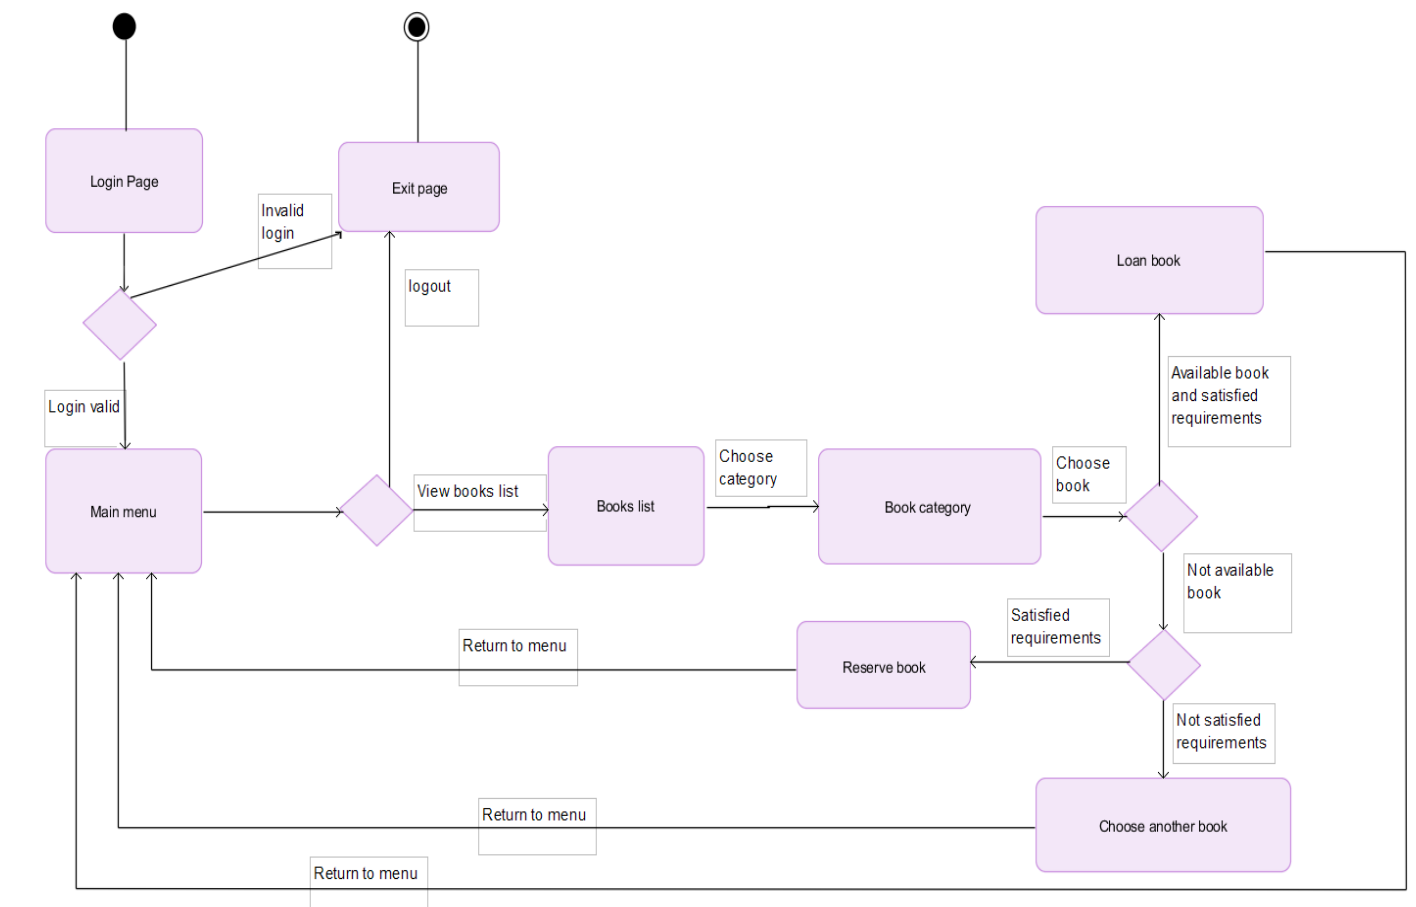 Login Page
Exit page
Invalid
login
logout
Loan book
Available book
and satisfied
requirements
Login valid
Main menu
View books list
Books list
Choose
category
Book category
Choose
book
Not available
book
Satisfied
requirements
Return to menu
Reserve book
Not satisfied
requirements
Return to menu
Choose another book
Return to menu